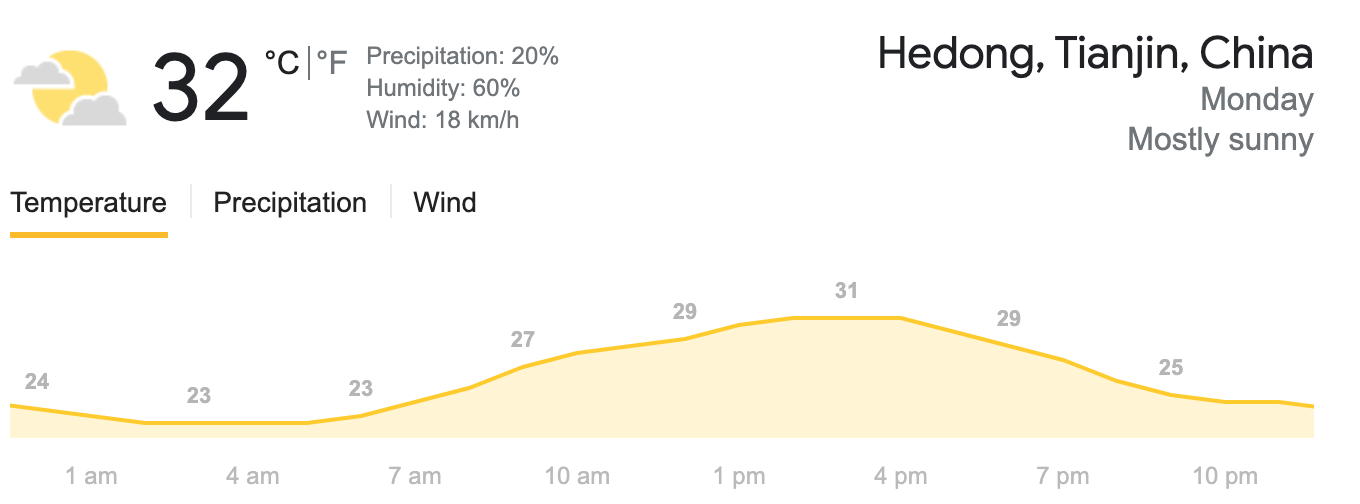 32 °C|°F
Precipitation: 20%
Humidity: 60%
Wind: 18 km/h
Hedong, Tianjin, China
Monday
Mostly sunny
Temperature | Precipitation | Wind
24 23 23 27 29 31 29 25
1 am 4 am 7 am 10 am 1 pm 4 pm 7 pm 10 pm